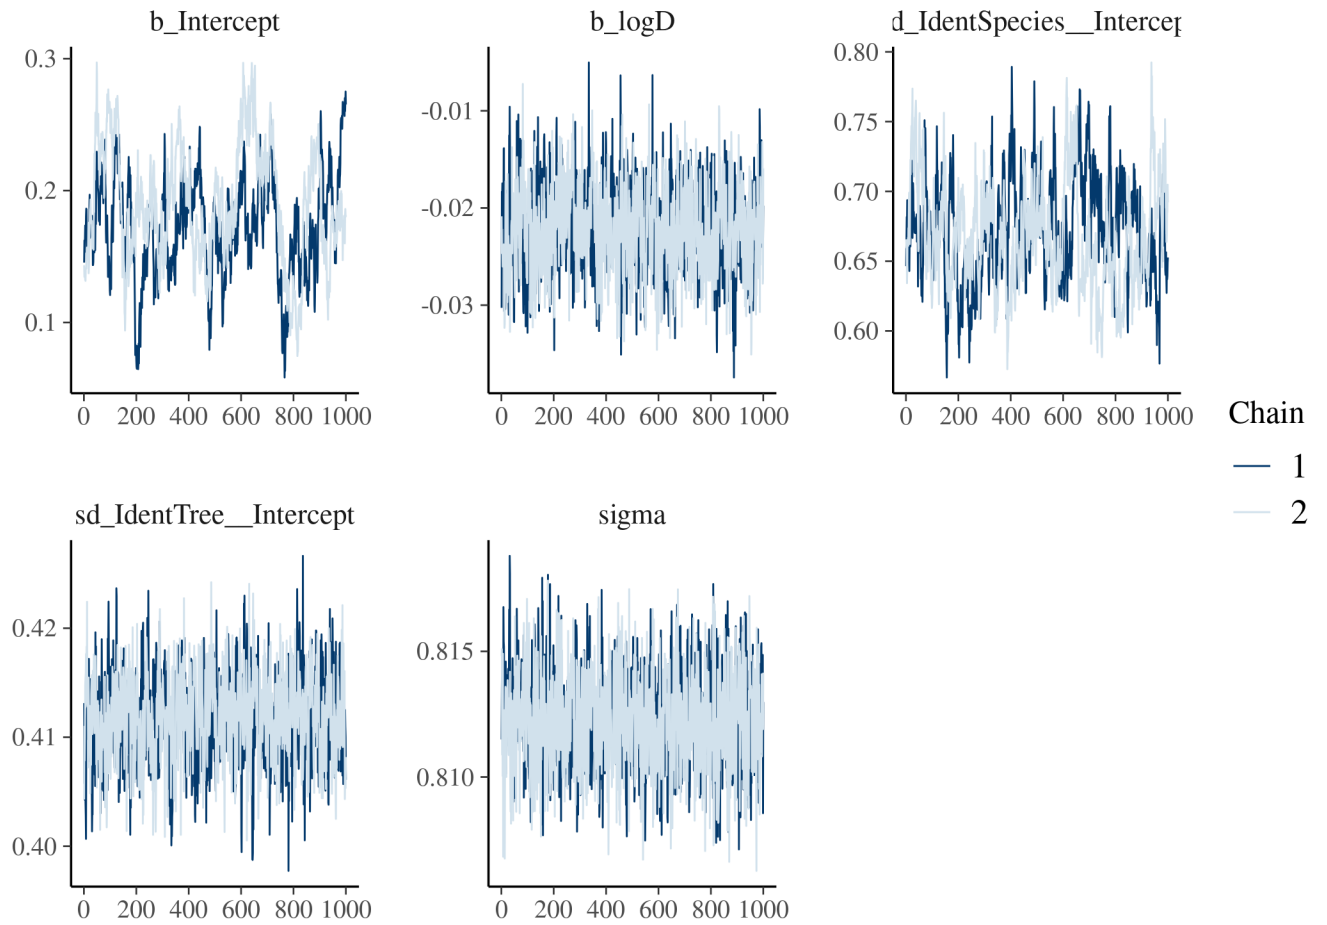 b_Intercept
b_logD
d_IdentSpecies__Intercep
0.3
0.2
0.1
0 200 400 600 800 1000
-0.01
-0.02
-0.03
0 200 400 600 800 1000
0.80
0.75
0.70
0.65
0.60
0 200 400 600 800 1000
Chain
1
2
sd_IdentTree__Intercept
sigma
0.42
0.41
0.40
0 200 400 600 800 1000
0.815
0.810
0 200 400 600 800 1000